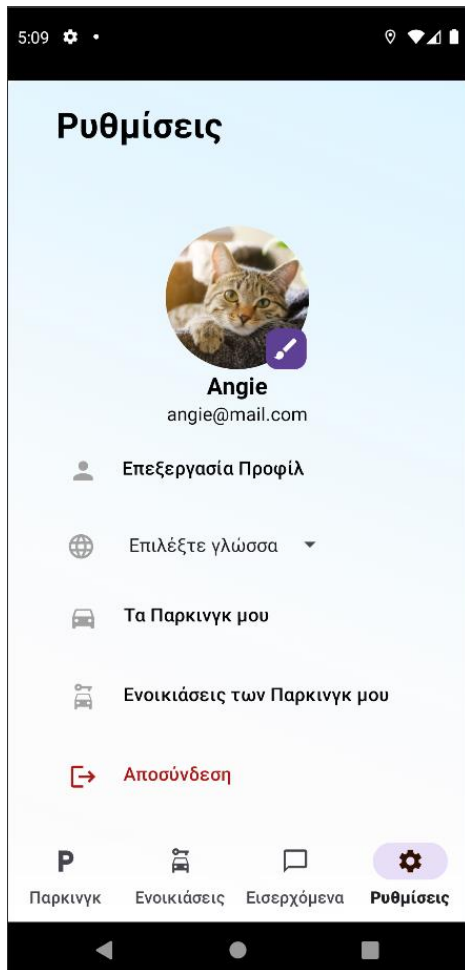 5:09
Ρυθμίσεις
Angie
angie@mail.com
Επεξεργασία Προφίλ
Επιλέξτε γλώσσα
Τα Παρκινγκ μου
Ενοικιάσεις των Παρκινγκ μου
Αποσύνδεση
P
Παρκινγκ Ενοικιάσεις Εισερχόμενα Ρυθμίσεις